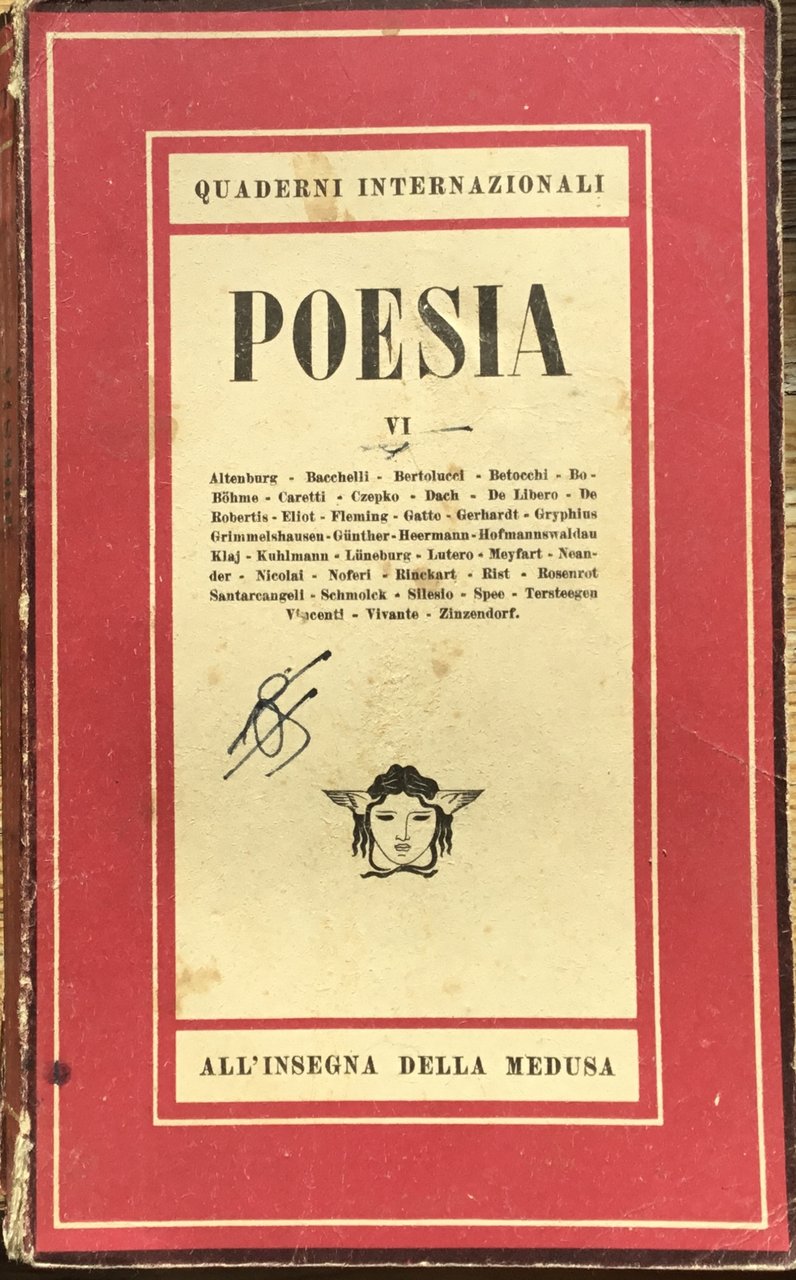 QUADERNI INTERNAZIONALI
POESIA
VI
Altenburg - Bacchelli - Bertolucci - Betocchi - Bo -
Böhme - Caretti - Czepko - Dach - De Libero - De
Robertis - Eliot - Fleming - Gatto - Gerhardt - Gryphius
Grimmelshausen - Günther - Heermann - Hofmannswaldau
Klaj - Kuhlmann - Lüneburg - Lutero - Meyfart - Nean-
der - Nicolai - Noferi - Rinckart - Rist - Rosenrot
Santarcangeli - Schmolck - Silesio - Spee - Tersteegen
Vincenti - Vivante - Zinzendorf.
ALL'INSEGNA DELLA MEDUSA